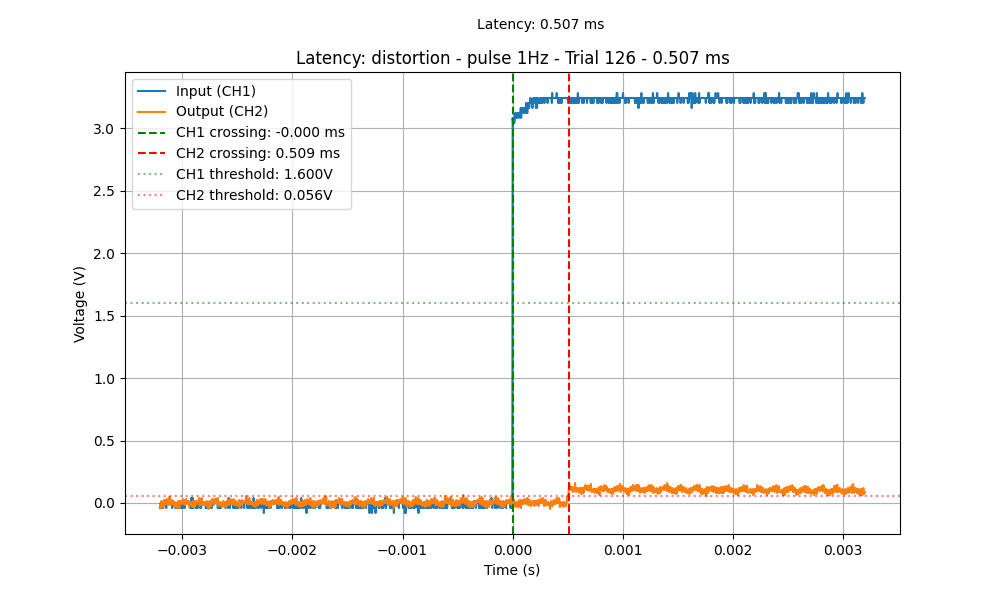 Latency: 0.507 ms
Latency: distortion - pulse 1Hz - Trial 126 - 0.507 ms
Input (CH1)
Output (CH2)
CH1 crossing: -0.000 ms
CH2 crossing: 0.509 ms
CH1 threshold: 1.600V
CH2 threshold: 0.056V
3.0
2.5
2.0
1.5
1.0
0.5
0.0
Voltage (V)
−0.003 −0.002 −0.001 0.000 0.001 0.002 0.003
Time (s)